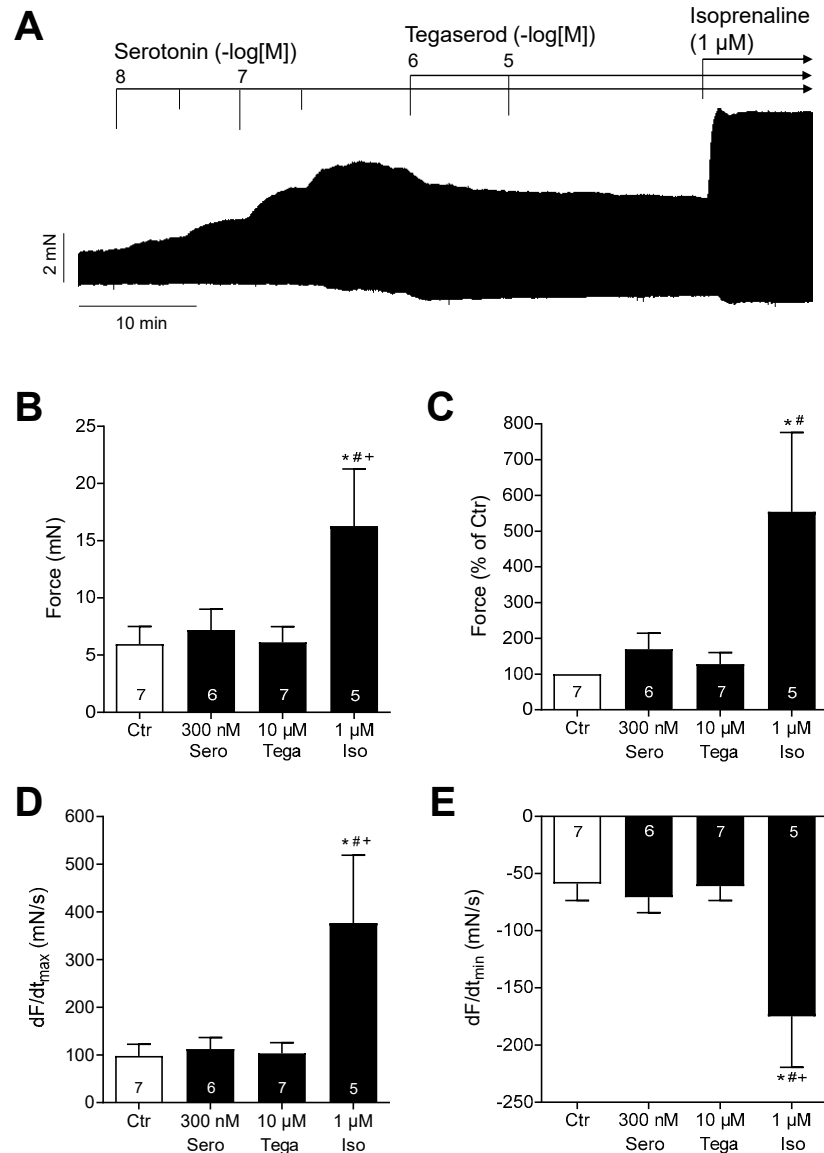 A
Serotonin (-log[M])
Tegaserod (-log[M])
Isoprenaline
(1 µM)
8
7
6
5
2 mN
10 min
B
25
20
15
10
5
0
Force (mN)
*#+
7
6
7
5
Ctr
300 nM
Sero
10 µM
Tega
1 µM
Iso
C
800
700
600
500
400
300
200
100
0
Force (% of Ctr)
*#
7
6
7
5
Ctr
300 nM
Sero
10 µM
Tega
1 µM
Iso
D
600
500
400
300
200
100
0
dF/dtmax (mN/s)
*#+
7
6
7
5
Ctr
300 nM
Sero
10 µM
Tega
1 µM
Iso
E
0
-50
-100
-150
-200
-250
dF/dtmin (mN/s)
7
6
7
5
*#+
Ctr
300 nM
Sero
10 µM
Tega
1 µM
Iso